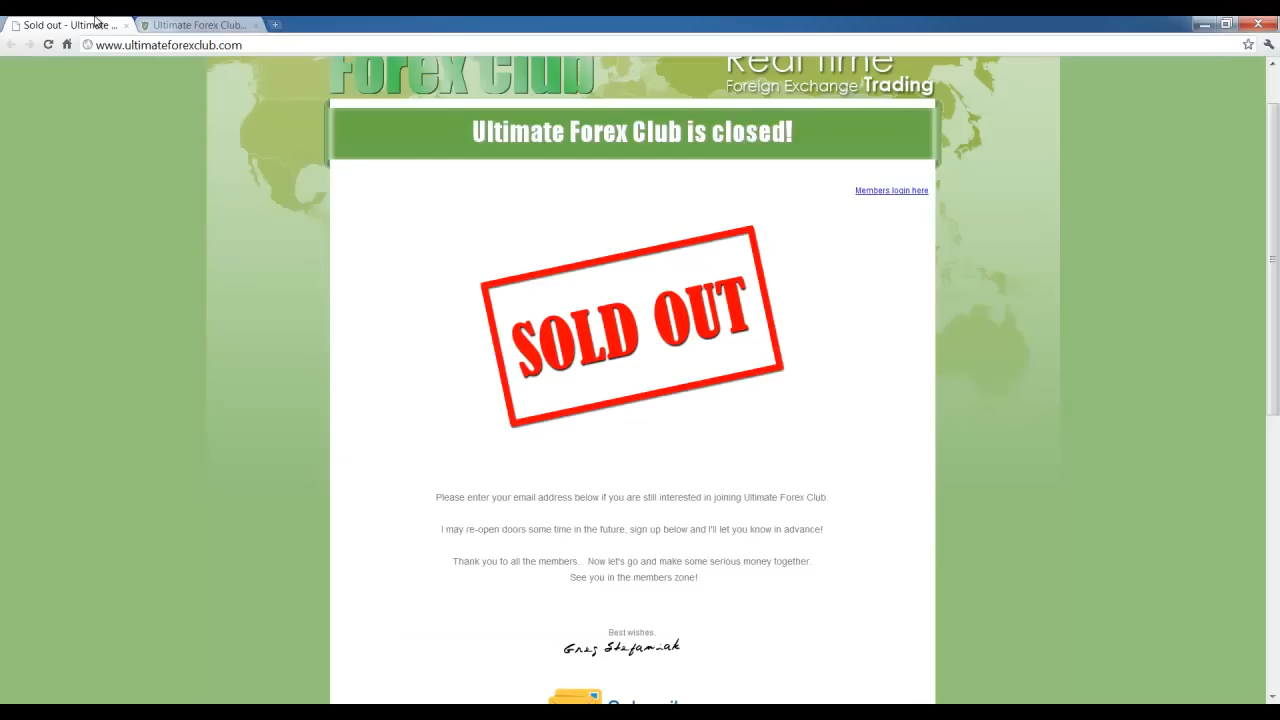 Sold out - Ultimate ...
Ultimate Forex Club...
www.ultimateforexclub.com
Forex Club
Real Time
Foreign Exchange Trading
Ultimate Forex Club is closed!
Members login here
SOLD OUT
Please enter your email address below if you are still interested in joining Ultimate Forex Club.
I may re-open doors some time in the future, sign up below and I'll let you know in advance!
Thank you to all the members... Now let's go and make some serious money together.
See you in the members zone!
Best wishes,
Greg Stefaniak